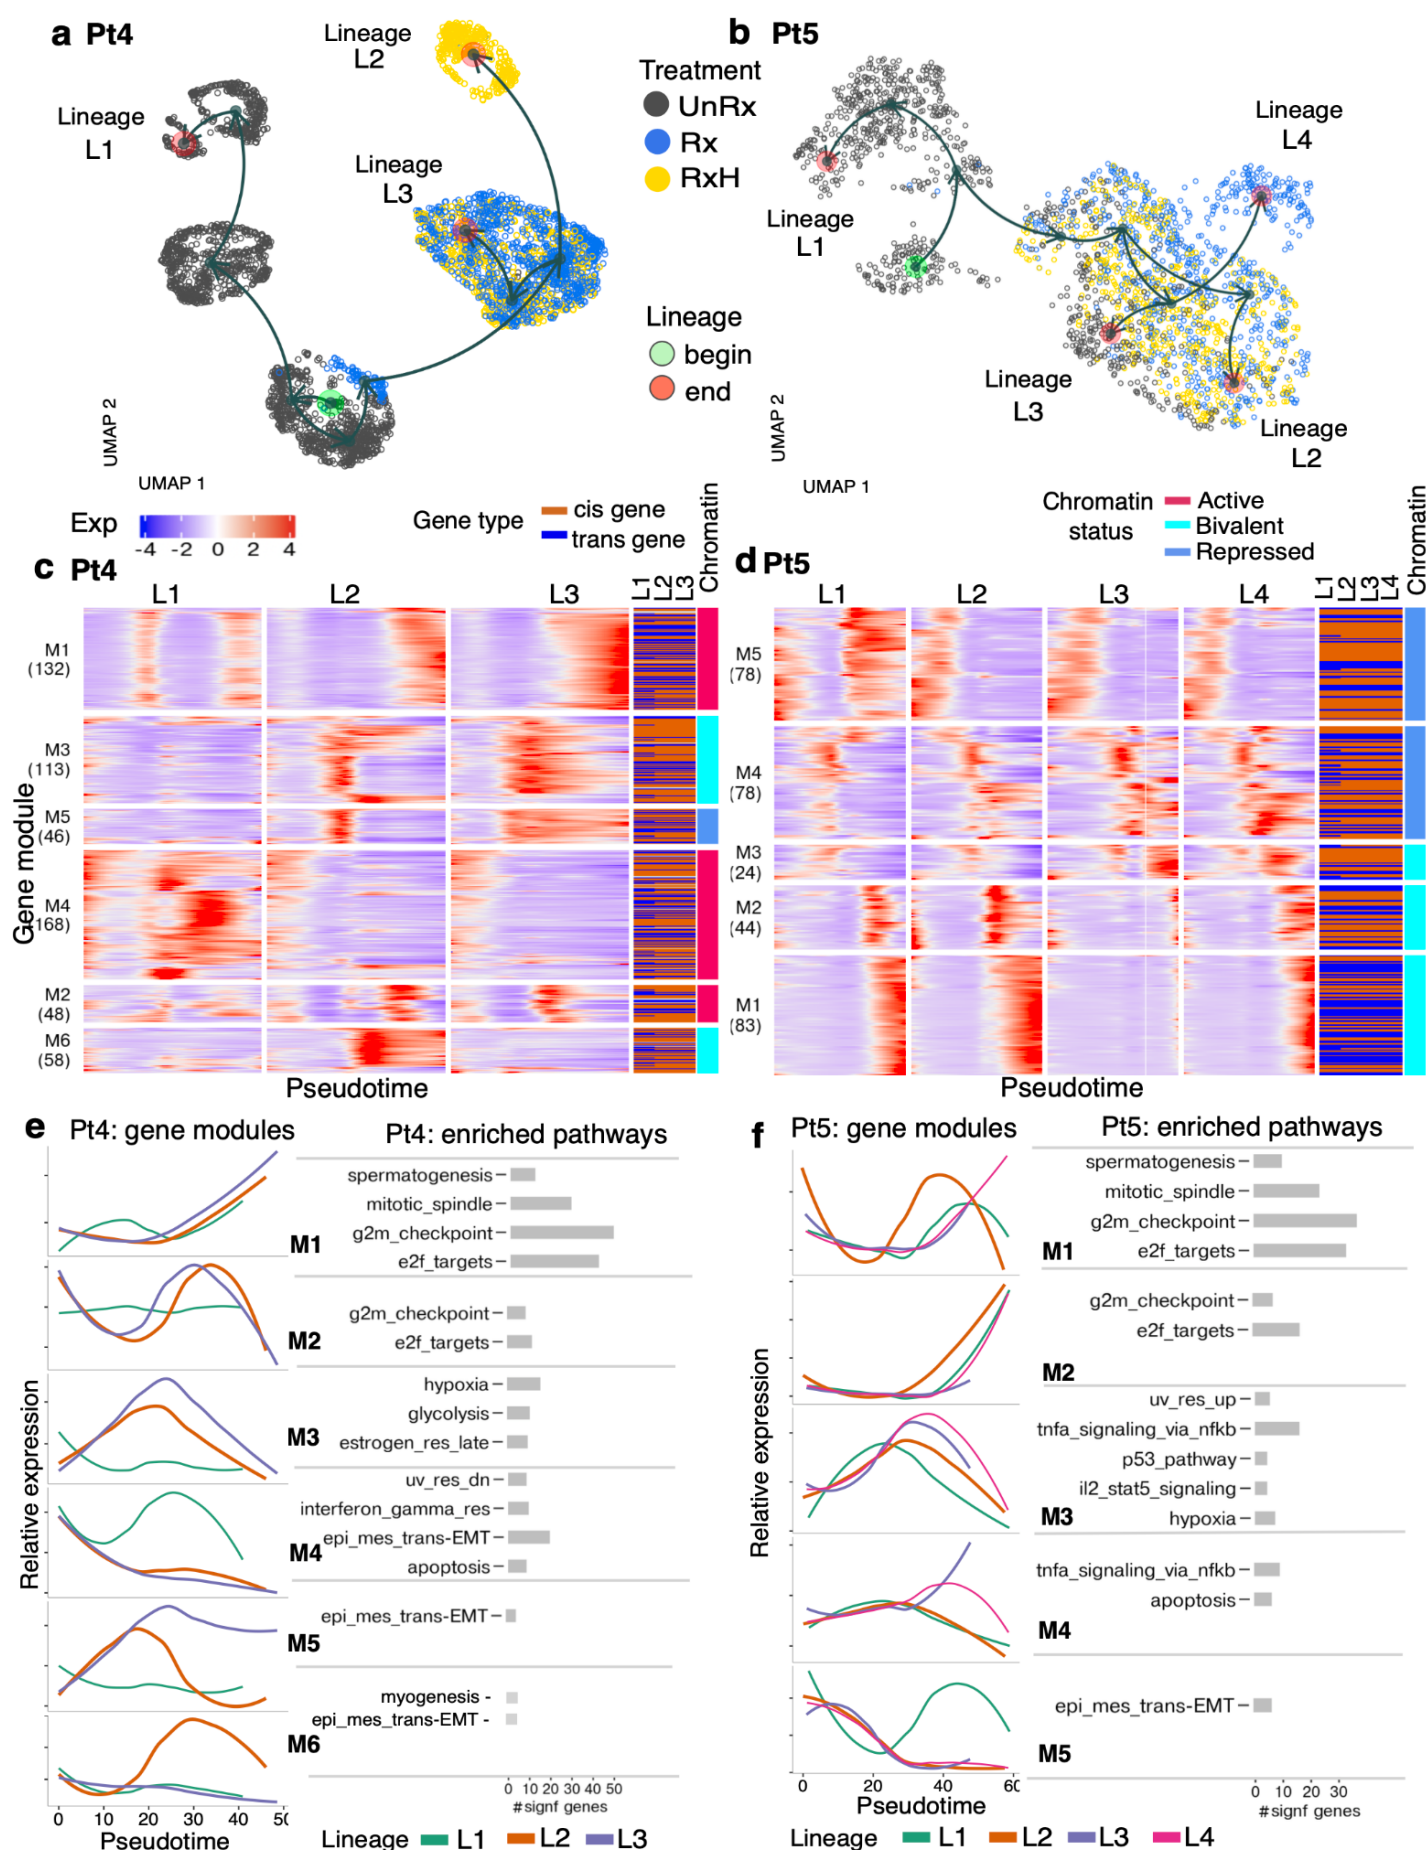 a Pt4
Lineage
L2
Lineage
L1
Lineage
L3
UMAP 2
UMAP 1
Treatment
UnRx
Rx
RxH
Lineage
begin
end
b Pt5
Lineage
L4
Lineage
L1
Lineage
L3
Lineage
L2
UMAP 2
UMAP 1
Exp
-4 -2 0 2 4
Gene type
cis gene
trans gene
Chromatin
Chromatin
status
Active
Bivalent
Repressed
Chromatin
c Pt4
L1 L2 L3
L1 L2 L3
Gene module
M1
(132)
M3
(113)
M5
(46)
M4
(168)
M2
(48)
M6
(58)
Pseudotime
d Pt5
L1 L2 L3 L4
L1 L2 L3 L4
M5
(78)
M4
(78)
M3
(24)
M2
(44)
M1
(83)
Pseudotime
e Pt4: gene modules
Pt4: enriched pathways
Relative expression
spermatogenesis
mitotic_spindle
g2m_checkpoint
e2f_targets
M1
g2m_checkpoint
e2f_targets
M2
hypoxia
glycolysis
estrogen_res_late
M3
uv_res_dn
interferon_gamma_res
epi_mes_trans-EMT
apoptosis
M4
epi_mes_trans-EMT
M5
myogenesis
epi_mes_trans-EMT
M6
0 10 20 30 40 50
Pseudotime
0 10 20 30 40 50
#signf genes
Lineage L1 L2 L3
f Pt5: gene modules
Pt5: enriched pathways
Relative expression
spermatogenesis
mitotic_spindle
g2m_checkpoint
e2f_targets
M1
g2m_checkpoint
e2f_targets
M2
uv_res_up
tnfa_signaling_via_nfkb
p53_pathway
il2_stat5_signaling
hypoxia
M3
tnfa_signaling_via_nfkb
apoptosis
M4
epi_mes_trans-EMT
M5
0 20 40 60
Pseudotime
0 10 20 30
#signf genes
Lineage L1 L2 L3 L4